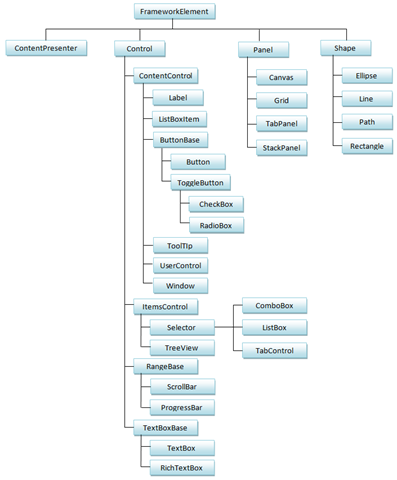 FrameworkElement
ContentPresenter
Control
Panel
Shape
ContentControl
Label
ListBoxItem
ButtonBase
Button
ToggleButton
CheckBox
RadioBox
ToolTip
UserControl
Window
ItemsControl
Selector
ComboBox
ListBox
TabControl
TreeView
RangeBase
ScrollBar
ProgressBar
TextBoxBase
TextBox
RichTextBox
Canvas
Grid
TabPanel
StackPanel
Ellipse
Line
Path
Rectangle